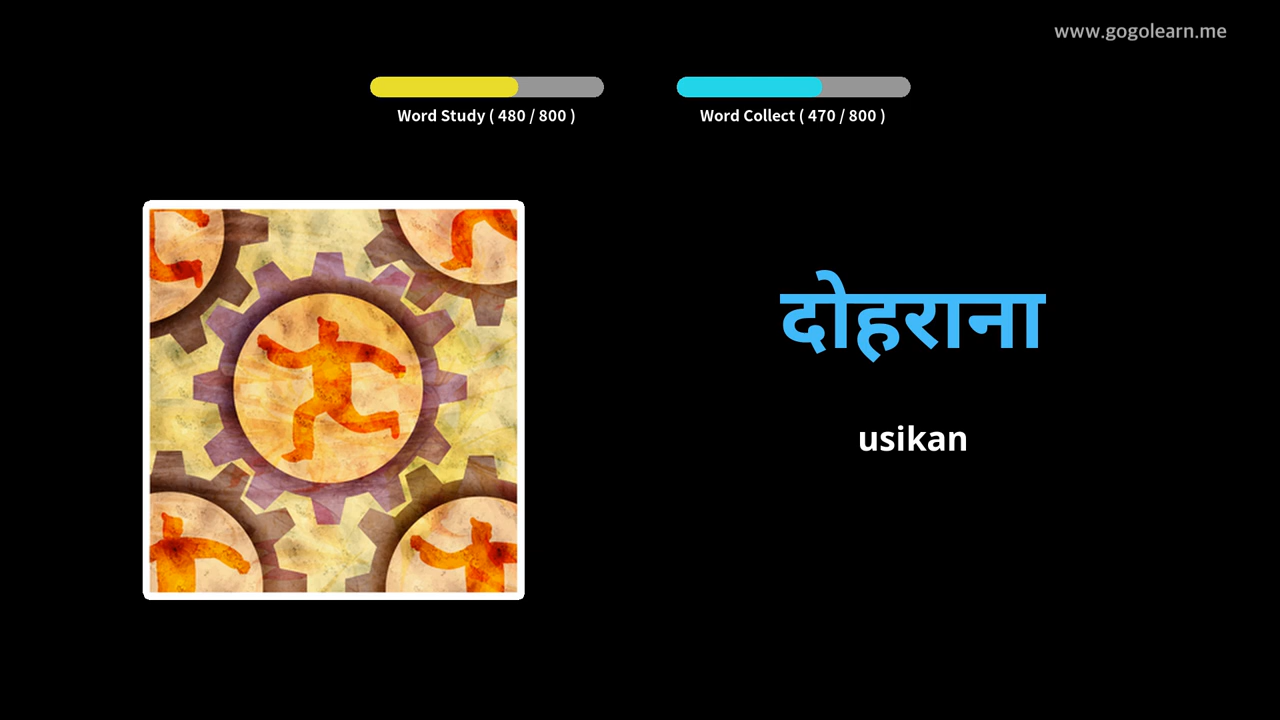 www.gogolearn.me
Word Study ( 480 / 800 )
Word Collect ( 470 / 800 )
दोहराना
usikan